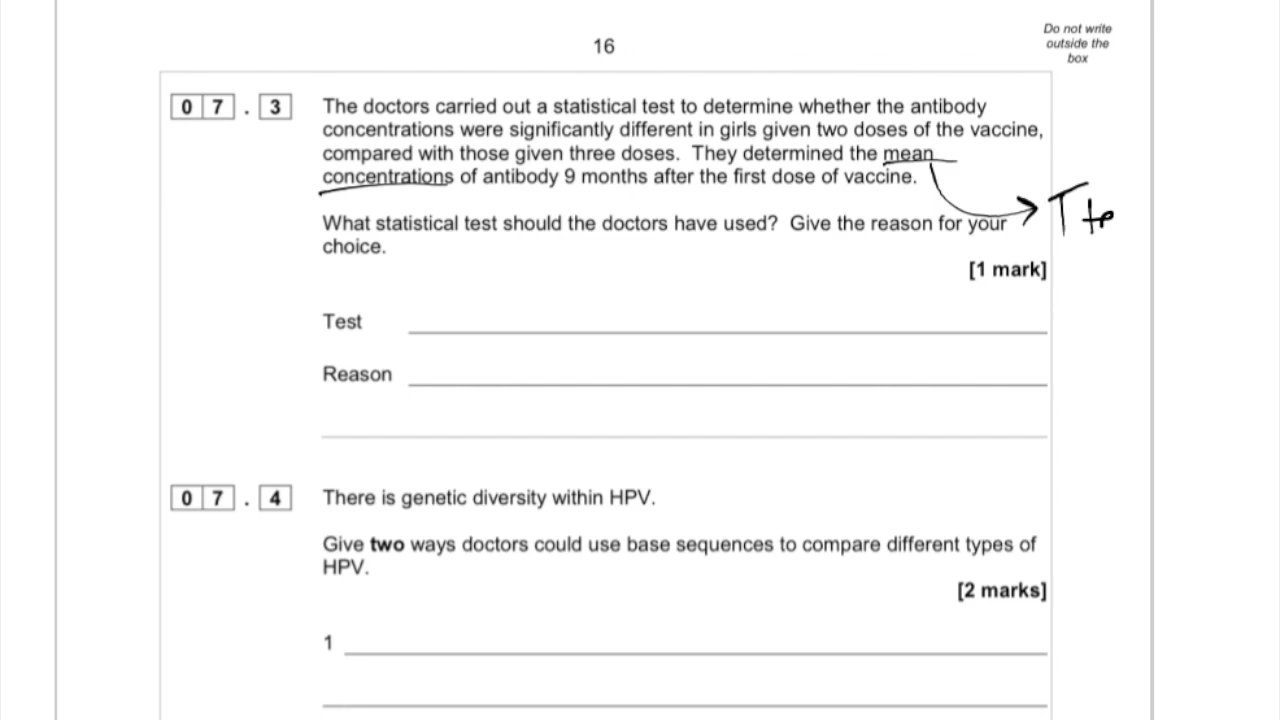 16
Do not write
outside the
box
0 7 . 3
The doctors carried out a statistical test to determine whether the antibody
concentrations were significantly different in girls given two doses of the vaccine,
compared with those given three doses. They determined the mean
concentrations of antibody 9 months after the first dose of vaccine.
What statistical test should the doctors have used? Give the reason for your
choice.
T te
[1 mark]
Test
Reason
0 7 . 4
There is genetic diversity within HPV.
Give two ways doctors could use base sequences to compare different types of
HPV.
[2 marks]
1